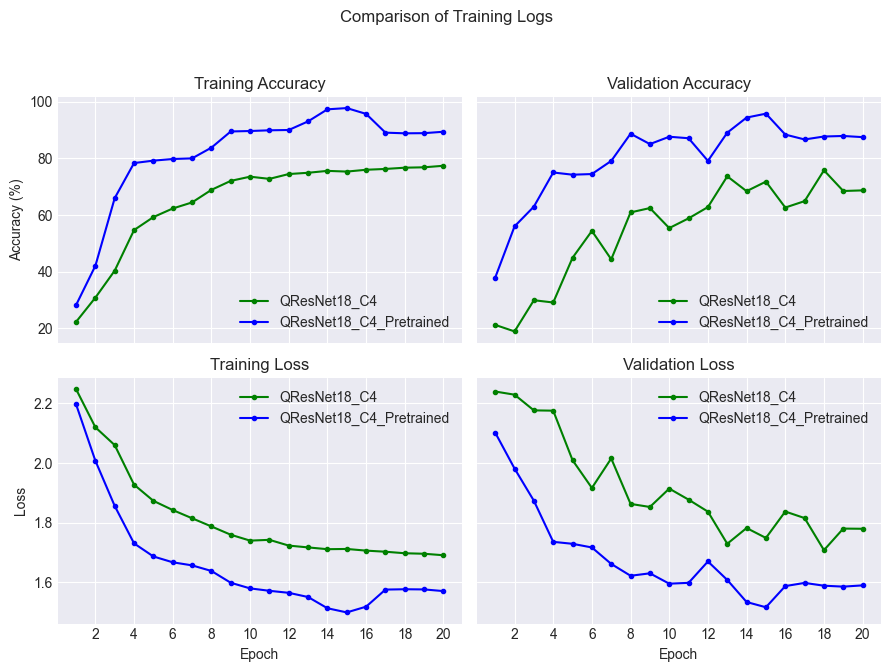 Comparison of Training Logs
Training Accuracy
Validation Accuracy
Accuracy (%)
100
80
60
40
20
QResNet18_C4
QResNet18_C4_Pretrained
QResNet18_C4
QResNet18_C4_Pretrained
Training Loss
Validation Loss
Loss
2.2
2.0
1.8
1.6
QResNet18_C4
QResNet18_C4_Pretrained
QResNet18_C4
QResNet18_C4_Pretrained
2 4 6 8 10 12 14 16 18 20
2 4 6 8 10 12 14 16 18 20
Epoch
Epoch